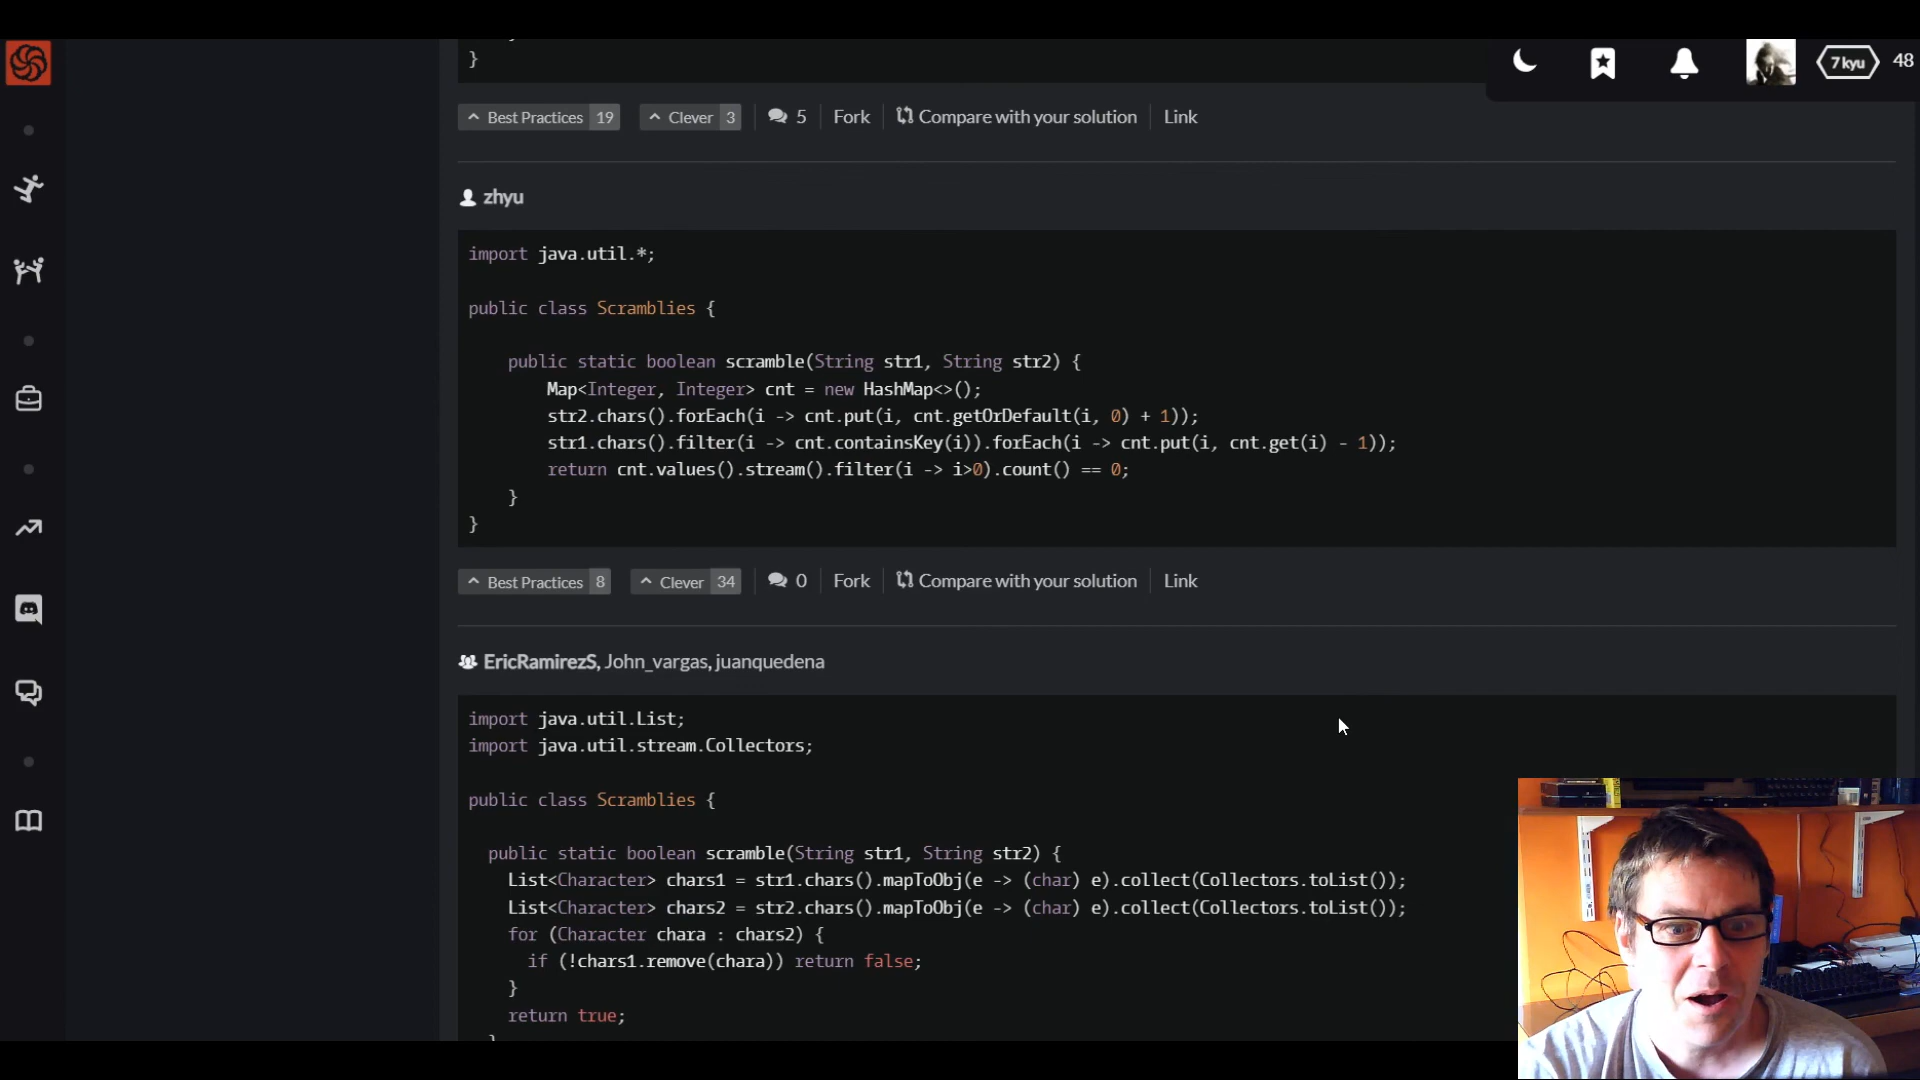 }
7 kyu 48
Best Practices 19 Clever 3 5 Fork Compare with your solution Link
zhyu
import java.util.*;
public class Scramblies {
public static boolean scramble(String str1, String str2) {
Map<Integer, Integer> cnt = new HashMap<>();
str2.chars().forEach(i -> cnt.put(i, cnt.getOrDefault(i, 0) + 1));
str1.chars().filter(i -> cnt.containsKey(i)).forEach(i -> cnt.put(i, cnt.get(i) - 1));
return cnt.values().stream().filter(i -> i>0).count() == 0;
}
}
Best Practices 8 Clever 34 0 Fork Compare with your solution Link
EricRamirezS, John_vargas, juanquedena
import java.util.List;
import java.util.stream.Collectors;
public class Scramblies {
public static boolean scramble(String str1, String str2) {
List<Character> chars1 = str1.chars().mapToObj(e -> (char) e).collect(Collectors.toList());
List<Character> chars2 = str2.chars().mapToObj(e -> (char) e).collect(Collectors.toList());
for (Character chara : chars2) {
if (!chars1.remove(chara)) return false;
}
return true;